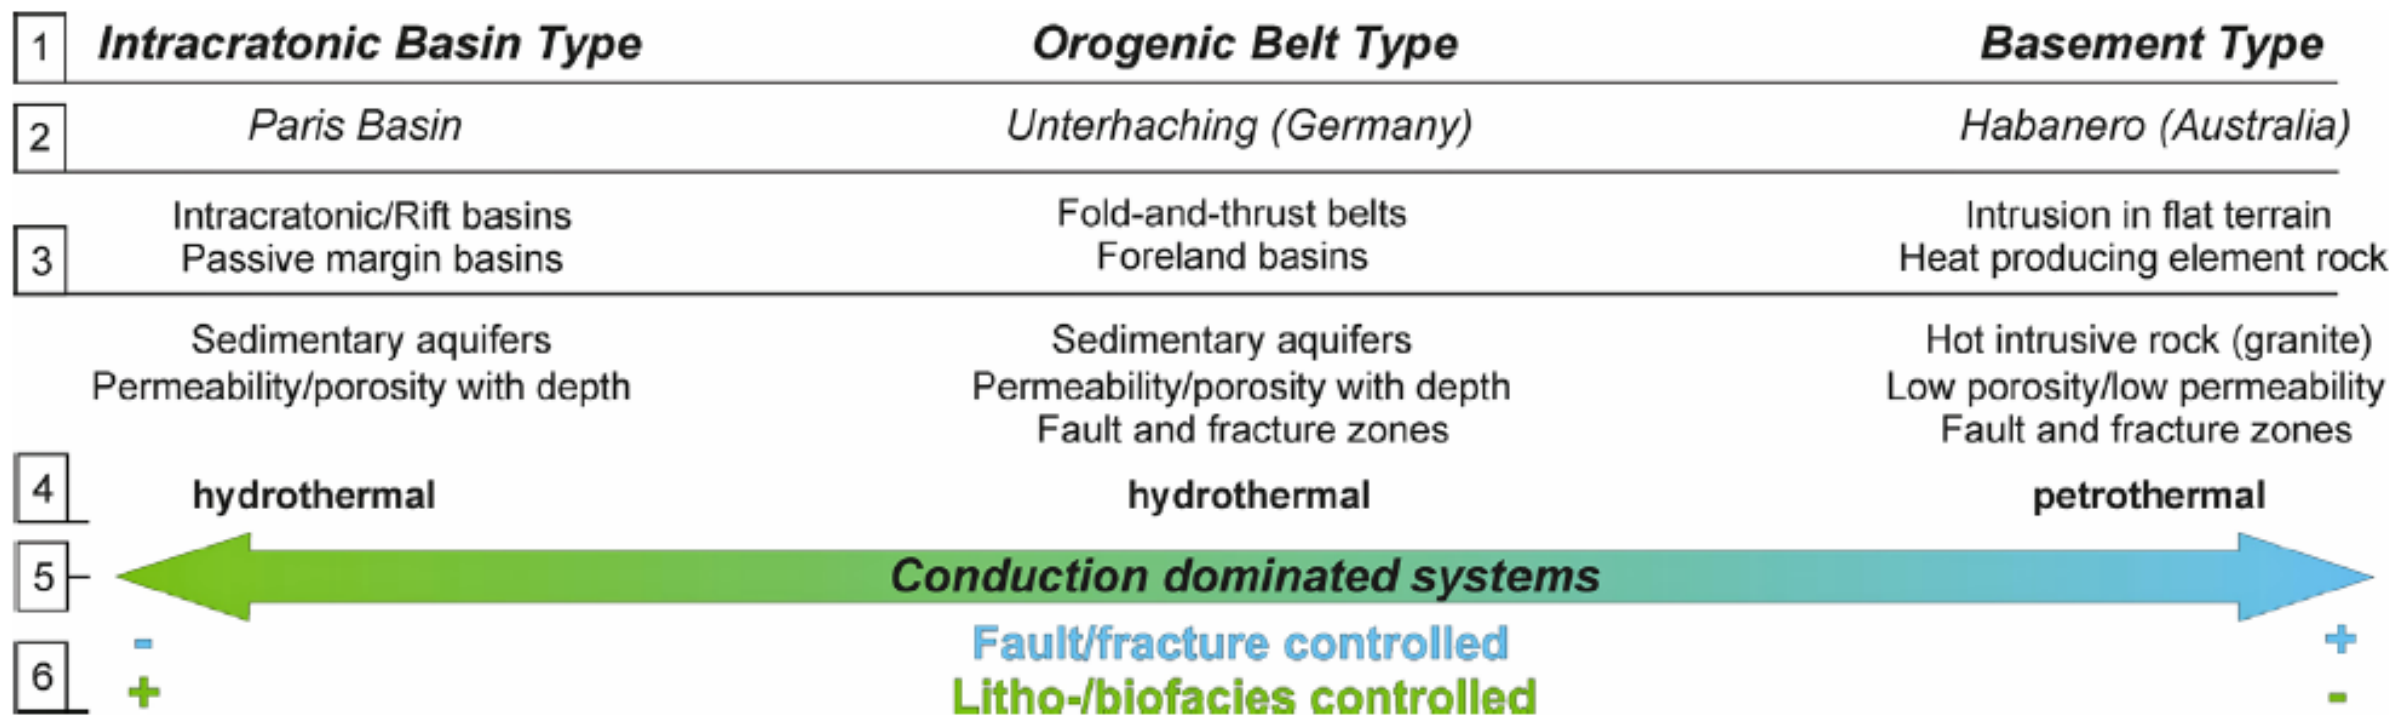 1 Intracratonic Basin Type Orogenic Belt Type Basement Type
2 Paris Basin Unterhaching (Germany) Habanero (Australia)
Intracratonic/Rift basins Fold-and-thrust belts Intrusion in flat terrain
3 Passive margin basins Foreland basins Heat producing element rock
Sedimentary aquifers Sedimentary aquifers Hot intrusive rock (granite)
Permeability/porosity with depth Permeability/porosity with depth Low porosity/low permeability
Fault and fracture zones Fault and fracture zones
4 hydrothermal hydrothermal petrothermal
5 Conduction dominated systems
- Fault/fracture controlled +
6 + Litho-/biofacies controlled -